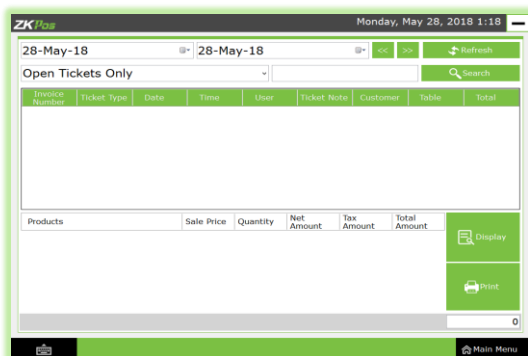 ZKPos Monday, May 28, 2018 1:18
28-May-18 28-May-18 << >> Refresh
Open Tickets Only Search
Invoice Number Ticket Type Date Time User Ticket Note Customer Table Total
Products Sale Price Quantity Net Amount Tax Amount Total Amount
Display
Print
0
Main Menu